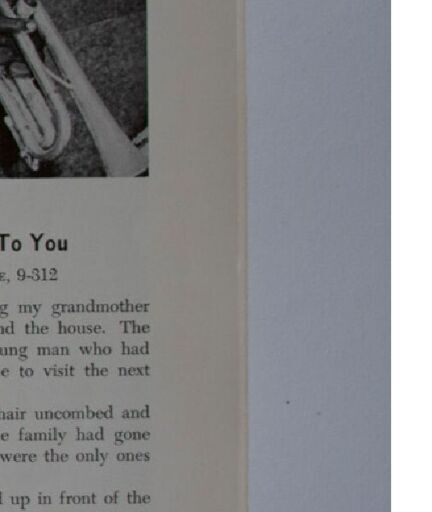 To You
E, 9-312
g my grandmother
nd the house. The
ung man who had
e to visit the next
hair uncombed and
e family had gone
were the only ones
l up in front of the